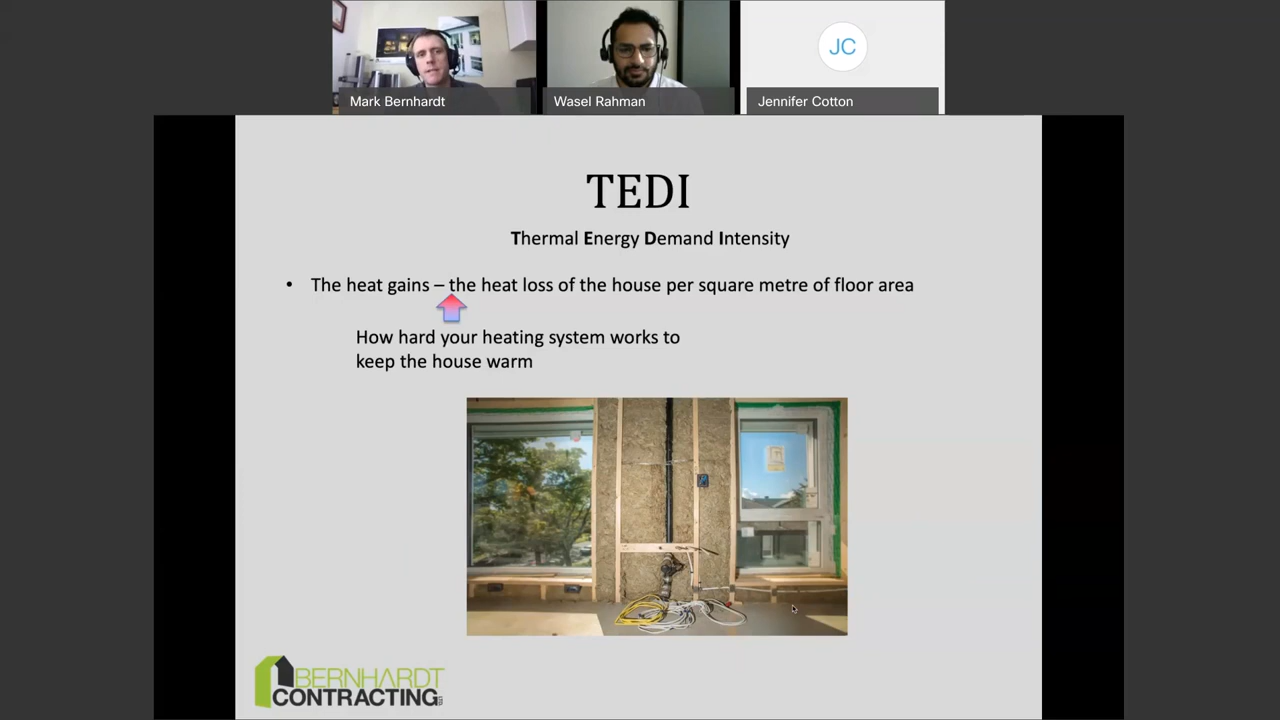 Mark Bernhardt
Wasel Rahman
JC
Jennifer Cotton
TEDI
Thermal Energy Demand Intensity
• The heat gains – the heat loss of the house per square metre of floor area
How hard your heating system works to
keep the house warm
BERNHARDT
CONTRACTING LTD